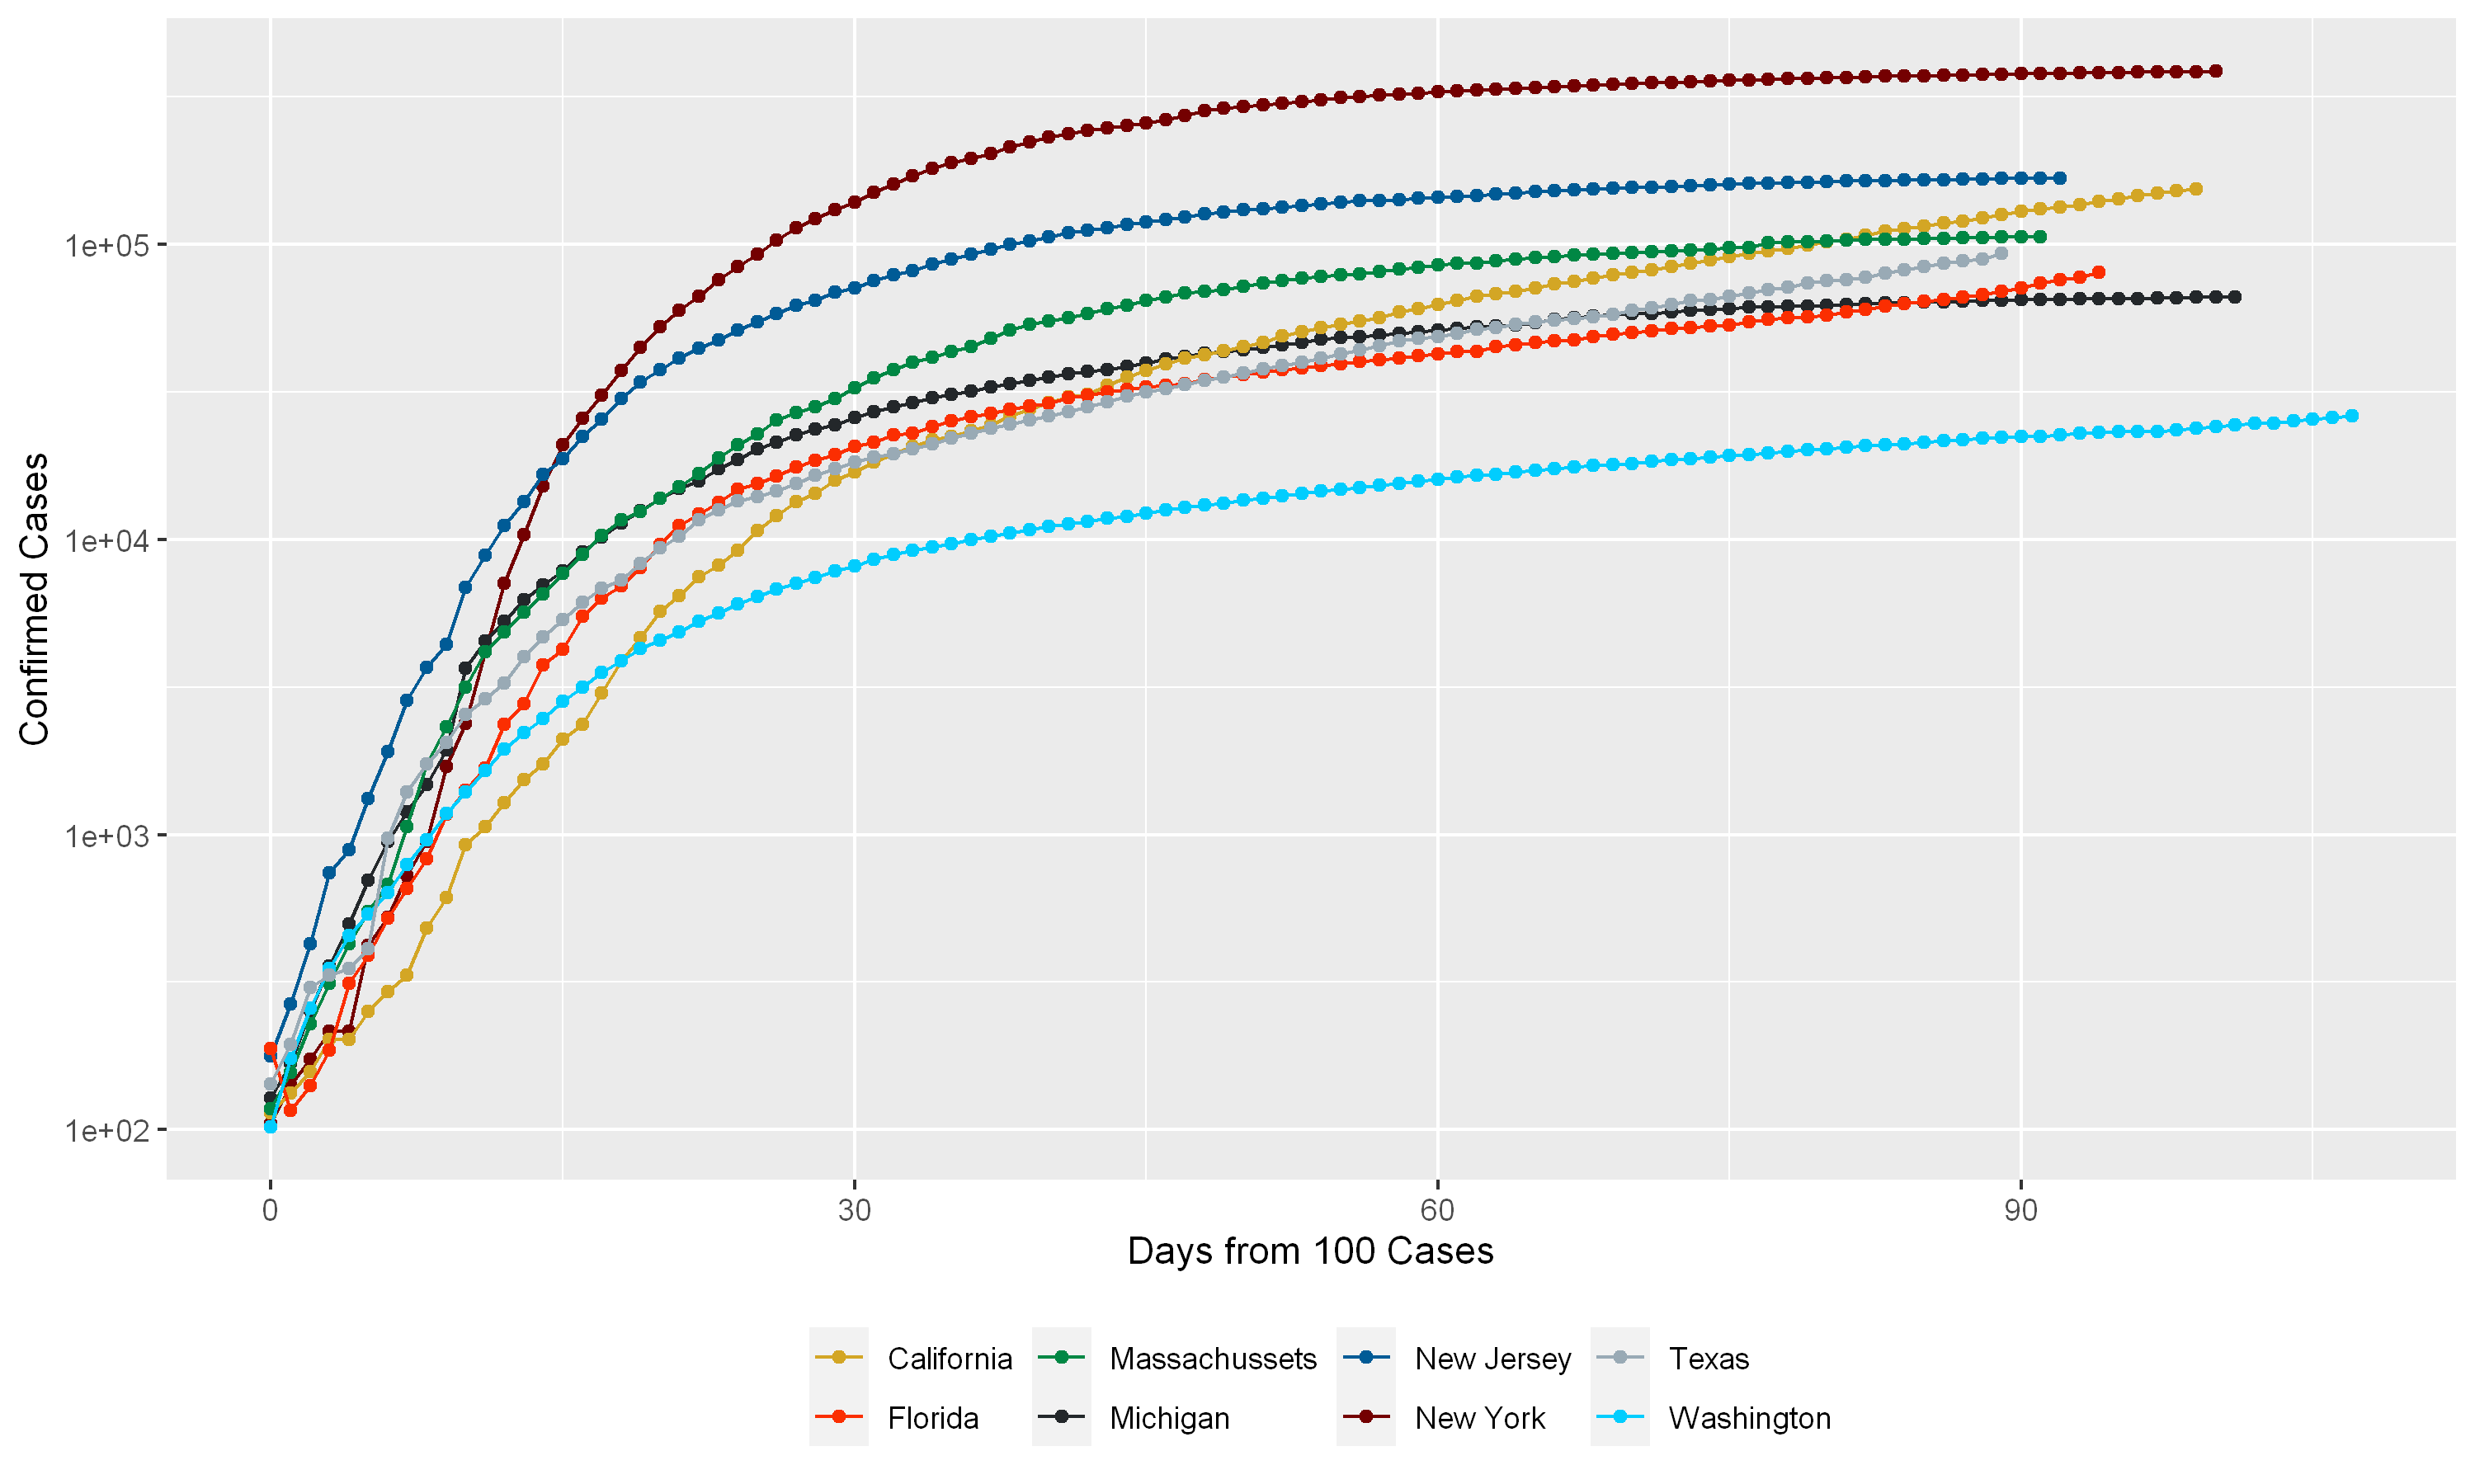 1e+05
1e+04
1e+03
1e+02
Confirmed Cases
0 30 60 90
Days from 100 Cases
California Massachussets New Jersey Texas
Florida Michigan New York Washington